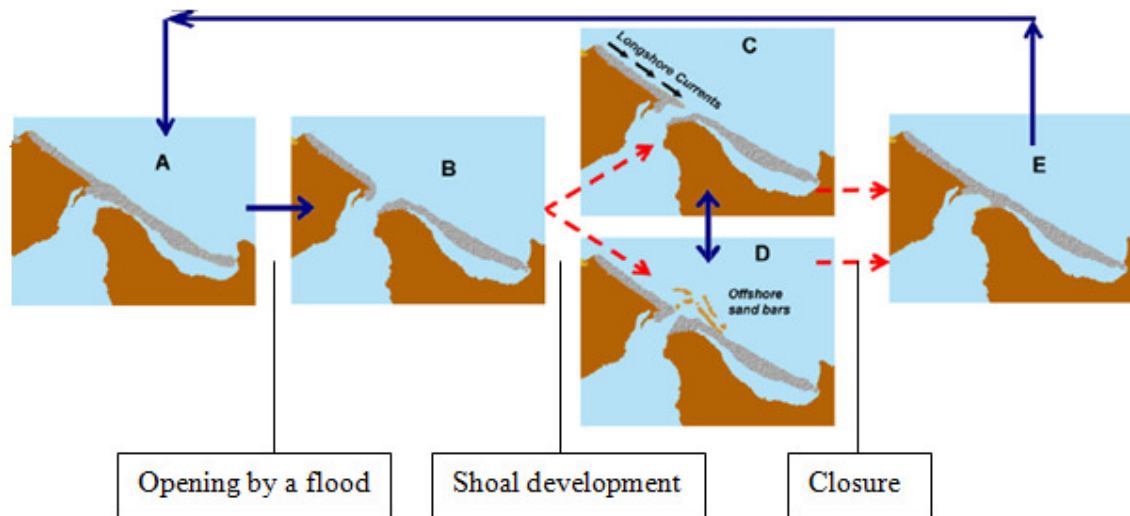 A
B
C
Longshore Currents
D
Offshore
sand bars
E
Opening by a flood
Shoal development
Closure